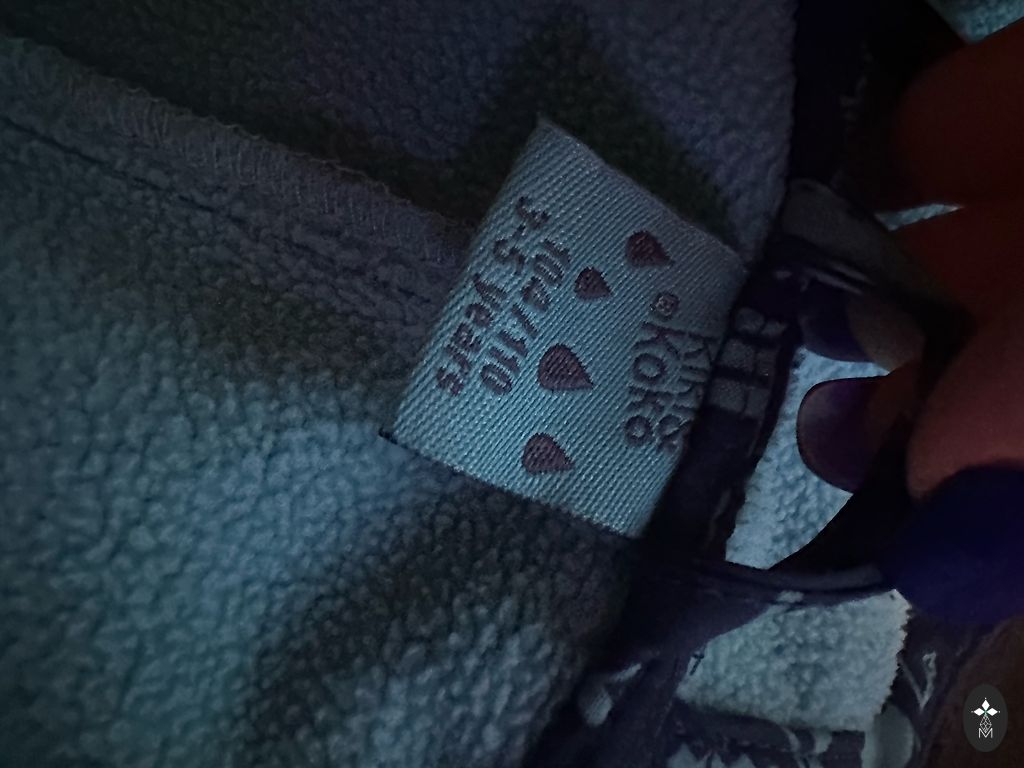 KiKi &
® KoKo
104/110
3-5 years
M